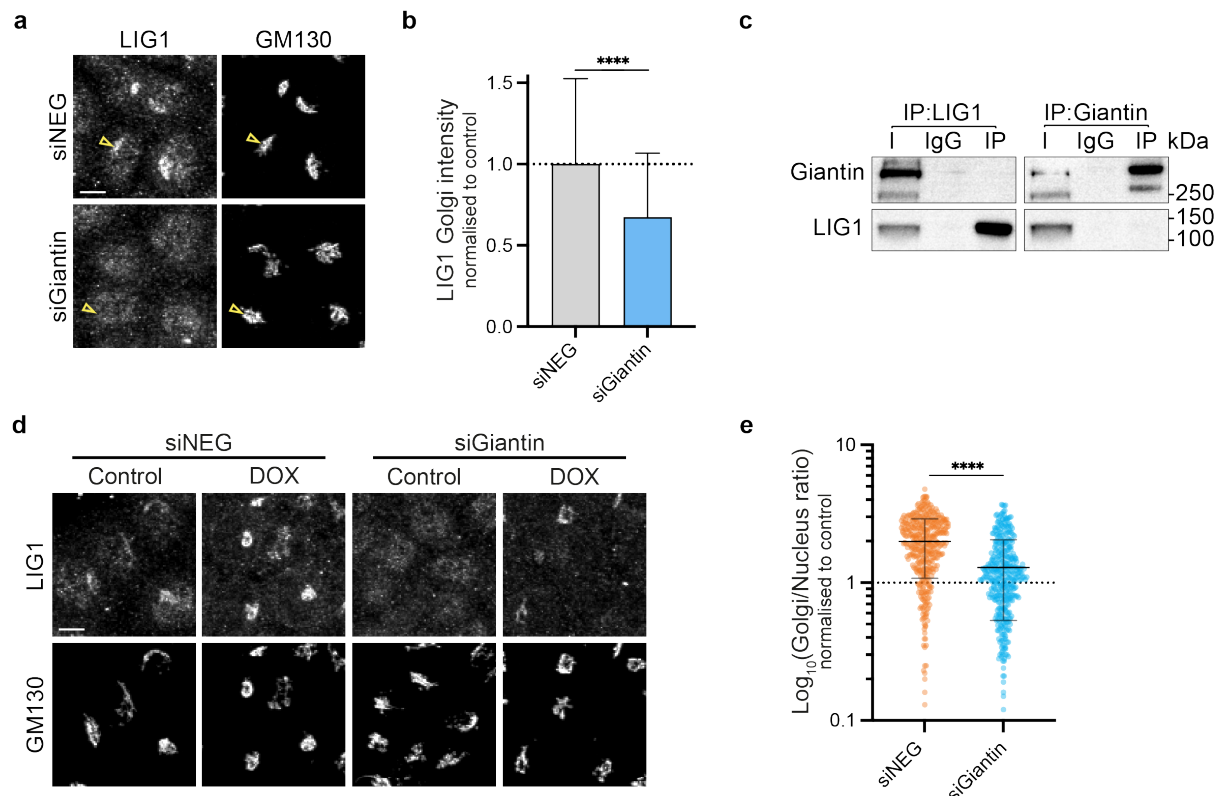 a
LIG1 GM130
siNEG
siGiantin
b
LIG1 Golgi intensity
normalised to control
1.5
1.0
0.5
0.0
****
siNEG
siGiantin
c
IP:LIG1 IP:Giantin
I IgG IP I IgG IP kDa
Giantin
-250
LIG1
-150
-100
d
siNEG siGiantin
Control DOX Control DOX
LIG1
GM130
e
Log10(Golgi/Nucleus ratio)
normalised to control
10
1
0.1
****
siNEG
siGiantin